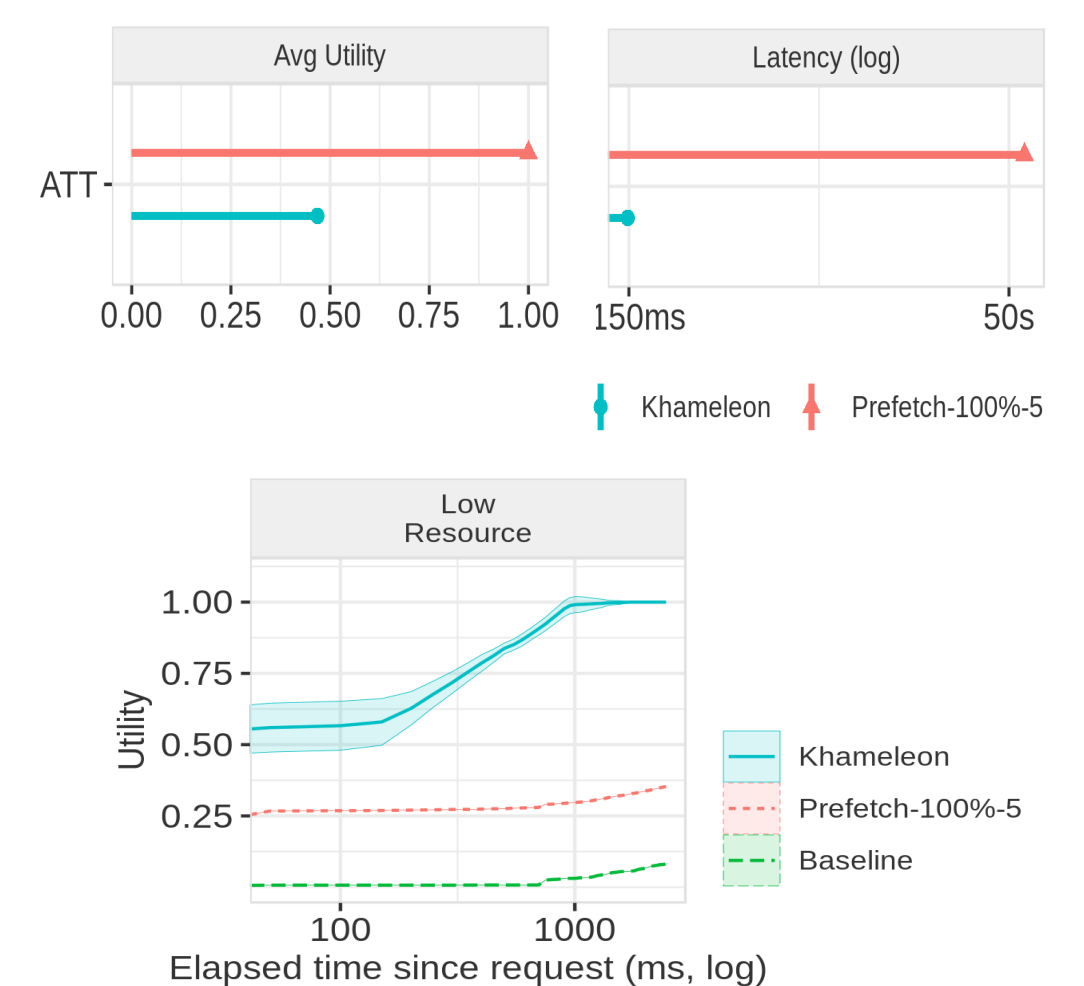 Avg Utility
Latency (log)
ATT
0.00 0.25 0.50 0.75 1.00
150ms 50s
Khameleon Prefetch-100%-5
Low
Resource
1.00
0.75
0.50
0.25
Utility
100 1000
Elapsed time since request (ms, log)
Khameleon
Prefetch-100%-5
Baseline